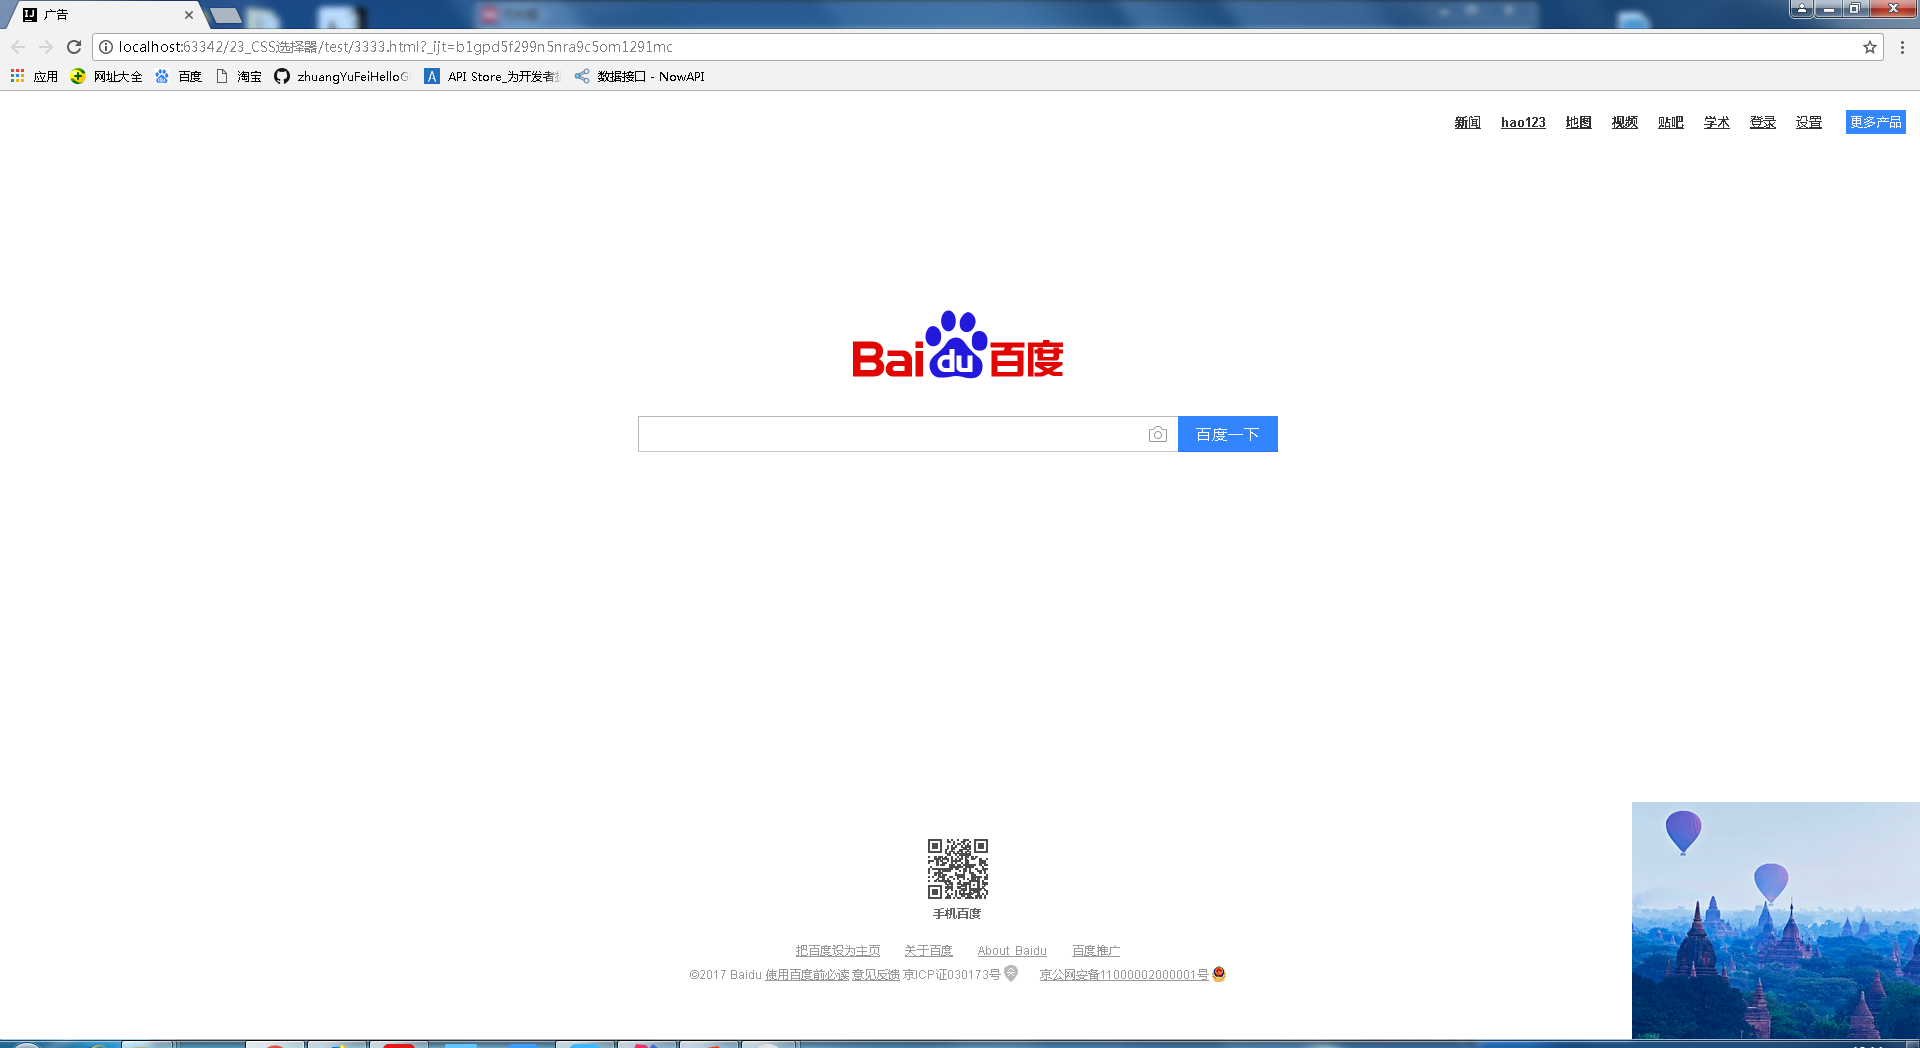 广告
localhost:63342/23_CSS选择器/test/3333.html?_ijt=b1gpd5f299n5nra9c5om1291mc
应用 网址大全 百度 淘宝 zhuangYuFeiHelloGi API Store_为开发者 数据接口 - NowAPI
新闻 hao123 地图 视频 贴吧 学术 登录 设置 更多产品
Bai du 百度
百度一下
手机百度
把百度设为主页 关于百度 About Baidu 百度推广
©2017 Baidu 使用百度前必读 意见反馈 京ICP证030173号 京公网安备11000002000001号